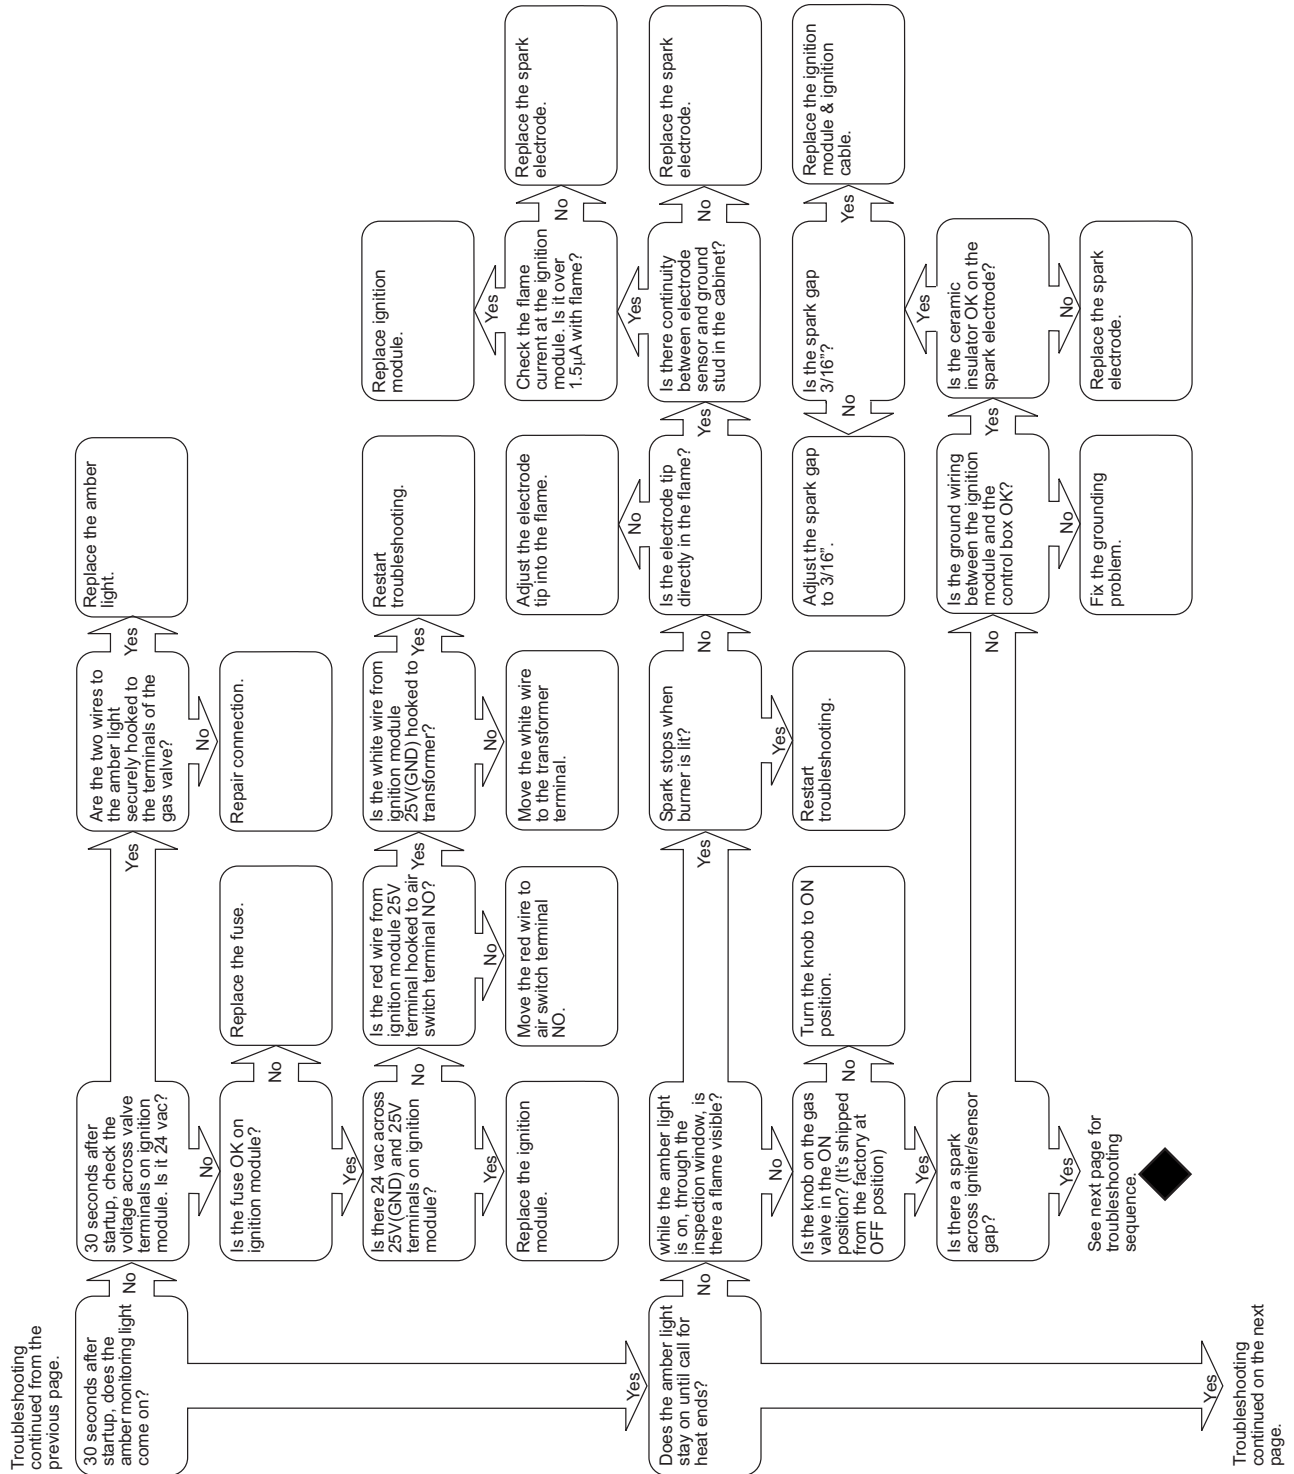 Troubleshooting
continued from the
previous page.
30 seconds after
startup, does the
amber monitoring light
come on?
No
30 seconds after
startup, check the
voltage across valve
terminals on ignition
module. Is it 24 vac?
Yes
Are the two wires to
the amber light
securely hooked to
the terminals of the
gas valve?
Yes
Replace the amber
light.
No
Repair connection.
No
Is the fuse OK on
ignition module?
No
Replace the fuse.
Yes
Is there 24 vac across
25V(GND) and 25V
terminals on ignition
module?
No
Is the red wire from
ignition module 25V
terminal hooked to air
switch terminal NO?
Yes
Is the white wire from
ignition module
25V(GND) hooked to
transformer?
Yes
Restart
troubleshooting.
Yes
Replace the ignition
module.
No
Move the red wire to
air switch terminal
NO.
No
Move the white wire
to the transformer
terminal.
Yes
Does the amber light
stay on until call for
heat ends?
No
while the amber light
is on, through the
inspection window, is
there a flame visible?
Yes
Spark stops when
burner is lit?
No
Is the electrode tip
directly in the flame?
No
Adjust the electrode
tip into the flame.
Yes
Is there continuity
between electrode
sensor and ground
stud in the cabinet?
No
Replace the spark
electrode.
Yes
Check the flame
current at the ignition
module. Is it over
1.5µA with flame?
No
Replace the spark
electrode.
Yes
Replace ignition
module.
Yes
Restart
troubleshooting.
No
Is the knob on the gas
valve in the ON
position? (It's shipped
from the factory at
OFF position)
No
Turn the knob to ON
position.
Yes
Is there a spark
across igniter/sensor
gap?
No
Is the ground wiring
between the ignition
module and the
control box OK?
Yes
Is the ceramic
insulator OK on the
spark electrode?
Yes
Is the spark gap
3/16"?
Yes
Replace the ignition
module & ignition
cable.
No
Adjust the spark gap
to 3/16".
No
Fix the grounding
problem.
No
Replace the spark
electrode.
Yes
See next page for
troubleshooting
sequence.
Yes
Troubleshooting
continued on the next
page.